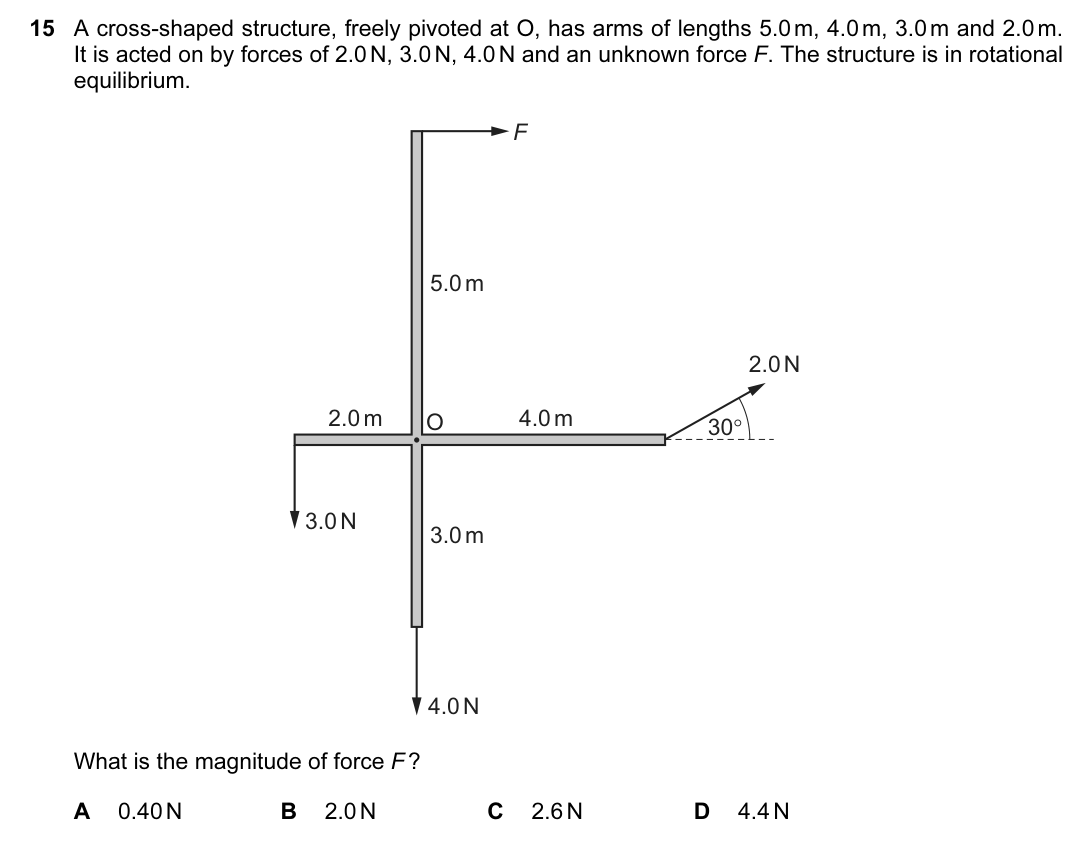 15 A cross-shaped structure, freely pivoted at O, has arms of lengths 5.0 m, 4.0 m, 3.0 m and 2.0 m.
It is acted on by forces of 2.0 N, 3.0 N, 4.0 N and an unknown force F. The structure is in rotational
equilibrium.
F
5.0 m
2.0 N
2.0 m
O
4.0 m
30°
3.0 N
3.0 m
4.0 N
What is the magnitude of force F?
A 0.40 N B 2.0 N C 2.6 N D 4.4 N